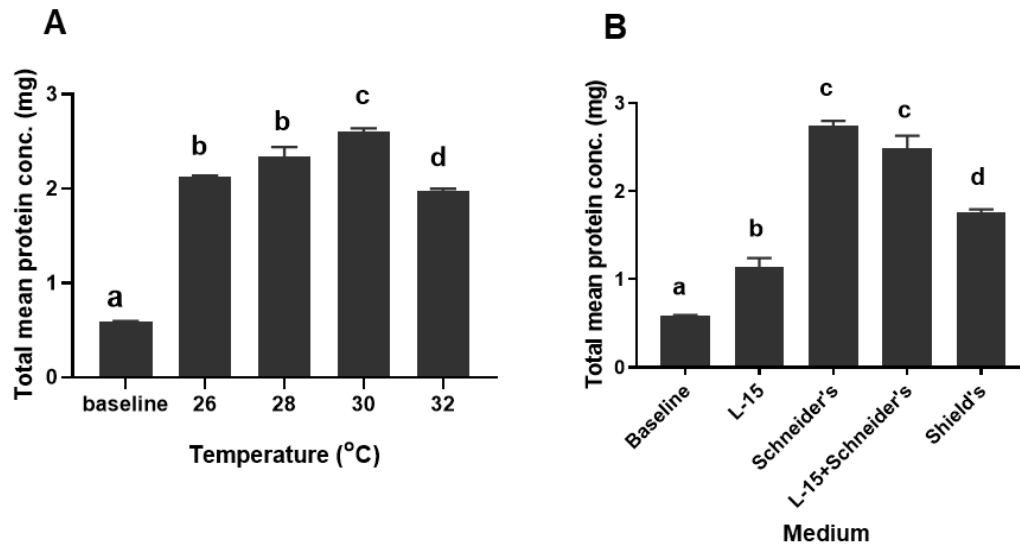 A
Total mean protein conc. (mg)
3
2
1
0
a
b
b
c
d
baseline
26
28
30
32
Temperature (°C)
B
Total mean protein conc. (mg)
3
2
1
0
a
b
c
c
d
Baseline
L-15
Schneider's
L-15+Schneider's
Shield's
Medium